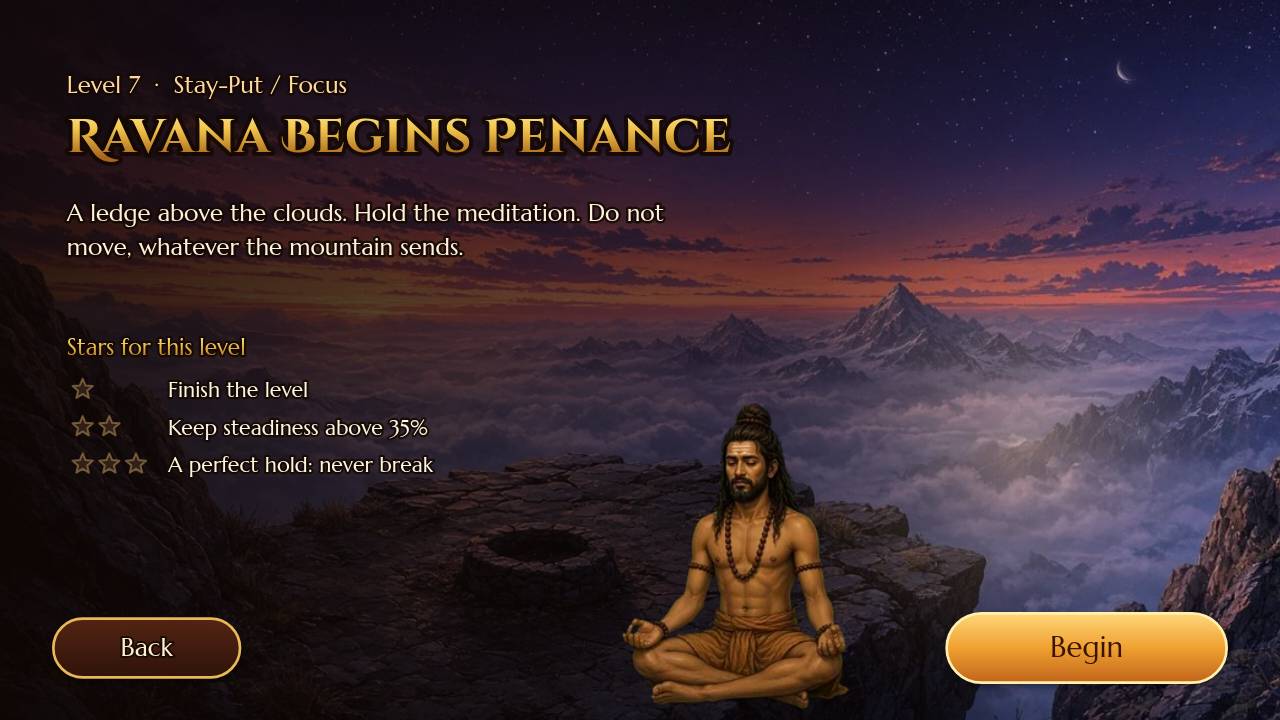 Level 7 · Stay-Put / Focus
Ravana Begins Penance
A ledge above the clouds. Hold the meditation. Do not
move, whatever the mountain sends.
Stars for this level
Finish the level
Keep steadiness above 35%
A perfect hold: never break
Back
Begin